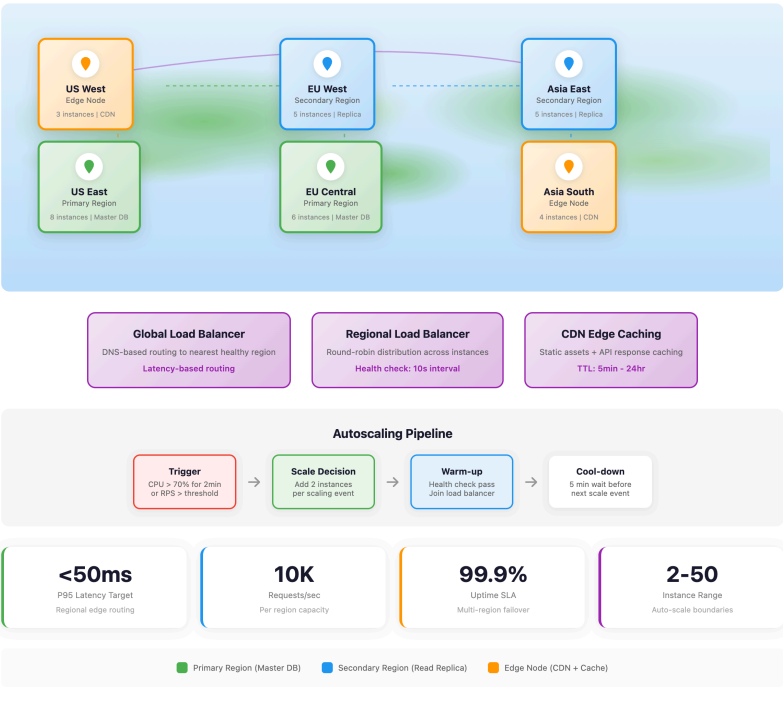 US West
Edge Node
3 instances | CDN
EU West
Secondary Region
5 instances | Replica
Asia East
Secondary Region
5 instances | Replica
US East
Primary Region
8 instances | Master DB
EU Central
Primary Region
6 instances | Master DB
Asia South
Edge Node
4 instances | CDN
Global Load Balancer
DNS-based routing to nearest healthy region
Latency-based routing
Regional Load Balancer
Round-robin distribution across instances
Health check: 10s interval
CDN Edge Caching
Static assets + API response caching
TTL: 5min - 24hr
Autoscaling Pipeline
Trigger
CPU > 70% for 2min
or RPS > threshold
Scale Decision
Add 2 instances
per scaling event
Warm-up
Health check pass
Join load balancer
Cool-down
5 min wait before
next scale event
<50ms
P95 Latency Target
Regional edge routing
10K
Requests/sec
Per region capacity
99.9%
Uptime SLA
Multi-region failover
2-50
Instance Range
Auto-scale boundaries
Primary Region (Master DB)
Secondary Region (Read Replica)
Edge Node (CDN + Cache)